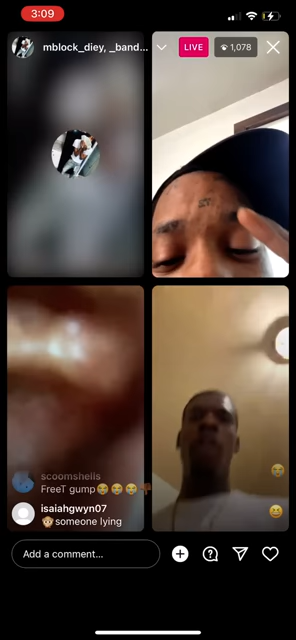 3:09
mblock_diey, _band...
LIVE
1,078
scoomshells
FreeT gump😭😭😭👎🏾
isaiahgwyn07
🙊someone lying
Add a comment...